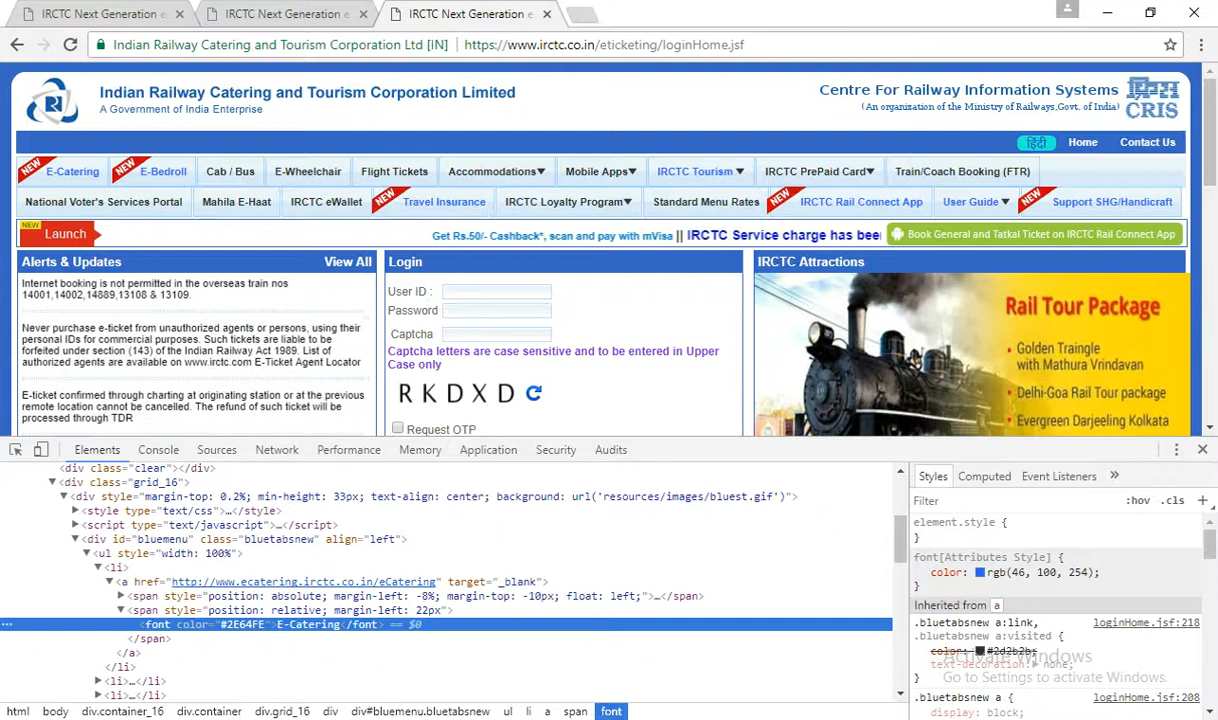 IRCTC Next Generation e
IRCTC Next Generation e
IRCTC Next Generation e
Indian Railway Catering and Tourism Corporation Ltd [IN] | https://www.irctc.co.in/eticketing/loginHome.jsf
Indian Railway Catering and Tourism Corporation Limited
A Government of India Enterprise
Centre For Railway Information Systems
(An organization of the Ministry of Railways,Govt. of India)
CRIS
हिंदी Home Contact Us
NEW E-Catering NEW E-Bedroll Cab / Bus E-Wheelchair Flight Tickets Accommodations▼ Mobile Apps▼ IRCTC Tourism ▼ IRCTC PrePaid Card▼ Train/Coach Booking (FTR)
National Voter's Services Portal Mahila E-Haat IRCTC eWallet NEW Travel Insurance IRCTC Loyalty Program▼ Standard Menu Rates NEW IRCTC Rail Connect App User Guide ▼ NEW Support SHG/Handicraft
NEW Launch Get Rs.50/- Cashback*, scan and pay with mVisa || IRCTC Service charge has been Book General and Tatkal Ticket on IRCTC Rail Connect App
Alerts & Updates View All
Internet booking is not permitted in the overseas train nos
14001,14002,14889,13108 & 13109.
Never purchase e-ticket from unauthorized agents or persons, using their
personal IDs for commercial purposes. Such tickets are liable to be
forfeited under section (143) of the Indian Railway Act 1989. List of
authorized agents are available on www.irctc.com E-Ticket Agent Locator
E-ticket confirmed through charting at originating station or at the previous
remote location cannot be cancelled. The refund of such ticket will be
processed through TDR
Login
User ID :
Password
Captcha
Captcha letters are case sensitive and to be entered in Upper
Case only
R K D X D
Request OTP
IRCTC Attractions
Rail Tour Package
• Golden Traingle
with Mathura Vrindavan
• Delhi-Goa Rail Tour package
• Evergreen Darjeeling Kolkata
Elements Console Sources Network Performance Memory Application Security Audits
<div class="clear"></div>
▼<div class="grid_16">
▼<div style="margin-top: 0.2%; min-height: 33px; text-align: center; background: url('resources/images/bluest.gif')">
▶<style type="text/css">…</style>
▶<script type="text/javascript">…</script>
▼<div id="bluemenu" class="bluetabsnew" align="left">
▼<ul style="width: 100%">
▼<li>
▼<a href="http://www.ecatering.irctc.co.in/eCatering" target="_blank">
▶<span style="position: absolute; margin-left: -8%; margin-top: -10px; float: left;">…</span>
▼<span style="position: relative; margin-left: 22px">
… <font color="#2E64FE">E-Catering</font> == $0
</span>
</a>
</li>
▶<li>…</li>
▶<li>…</li>
html body div.container_16 div.container div.grid_16 div div#bluemenu.bluetabsnew ul li a span font
Styles Computed Event Listeners »
Filter :hov .cls +
element.style {
}
font[Attributes Style] {
color: rgb(46, 100, 254);
}
Inherited from a
.bluetabsnew a:link, loginHome.jsf:218
.bluetabsnew a:visited {
color: #2d2b2b;
text-decoration: none;
}
.bluetabsnew a { loginHome.jsf:208
display: block;
Activate Windows
Go to Settings to activate Windows.